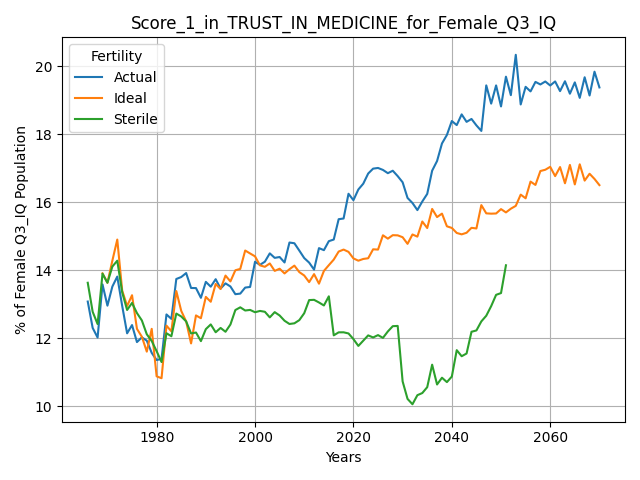 Score_1_in_TRUST_IN_MEDICINE_for_Female_Q3_IQ
Fertility
Actual
Ideal
Sterile
% of Female Q3_IQ Population
20
18
16
14
12
10
1980
2000
2020
2040
2060
Years